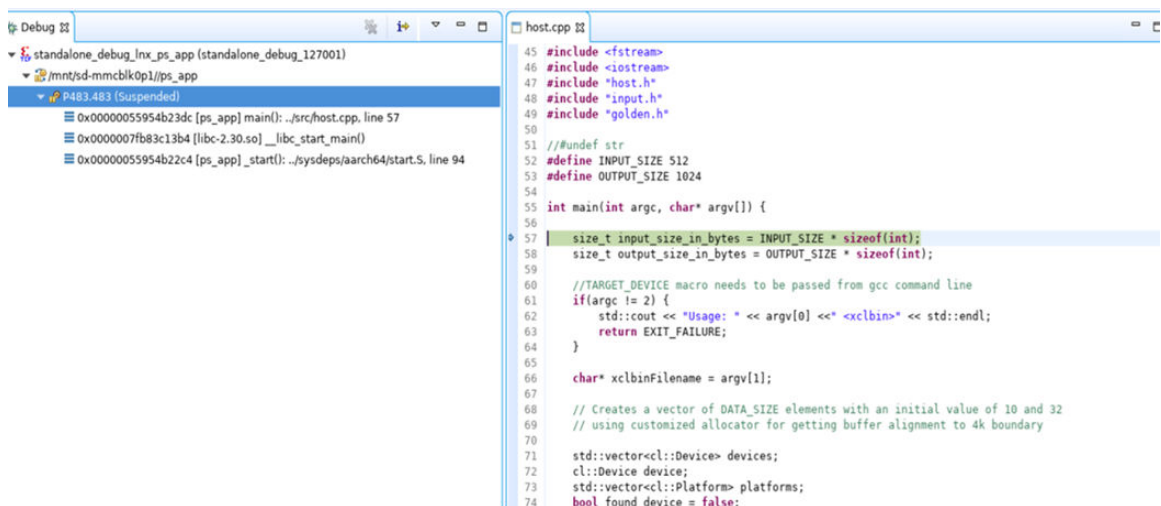 Debug
standalone_debug_lnx_ps_app (standalone_debug_127001)
/mnt/sd-mmcblk0p1//ps_app
P483.483 (Suspended)
0x00000055954b23dc [ps_app] main(): ../src/host.cpp, line 57
0x0000007fb83c13b4 [libc-2.30.so] __libc_start_main()
0x00000055954b22c4 [ps_app] _start(): ../sysdeps/aarch64/start.S, line 94
host.cpp
45 #include <fstream>
46 #include <iostream>
47 #include "host.h"
48 #include "input.h"
49 #include "golden.h"
50
51 //#undef str
52 #define INPUT_SIZE 512
53 #define OUTPUT_SIZE 1024
54
55 int main(int argc, char* argv[]) {
56
57 size_t input_size_in_bytes = INPUT_SIZE * sizeof(int);
58 size_t output_size_in_bytes = OUTPUT_SIZE * sizeof(int);
59
60 //TARGET_DEVICE macro needs to be passed from gcc command line
61 if(argc != 2) {
62 std::cout << "Usage: " << argv[0] <<" <xclbin>" << std::endl;
63 return EXIT_FAILURE;
64 }
65
66 char* xclbinFilename = argv[1];
67
68 // Creates a vector of DATA_SIZE elements with an initial value of 10 and 32
69 // using customized allocator for getting buffer alignment to 4k boundary
70
71 std::vector<cl::Device> devices;
72 cl::Device device;
73 std::vector<cl::Platform> platforms;
74 bool found_device = false;